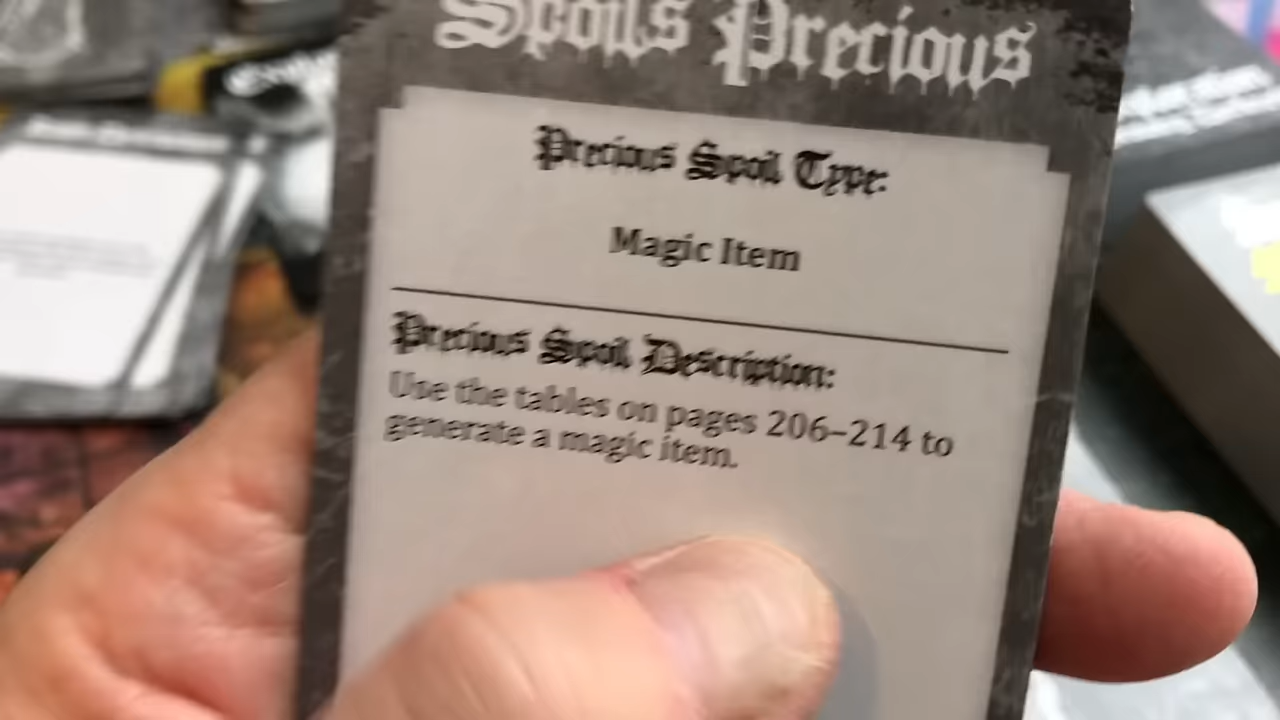 Spoils Precious
Precious Spoil Type:
Magic Item
Precious Spoil Description:
Use the tables on pages 206–214 to
generate a magic item.